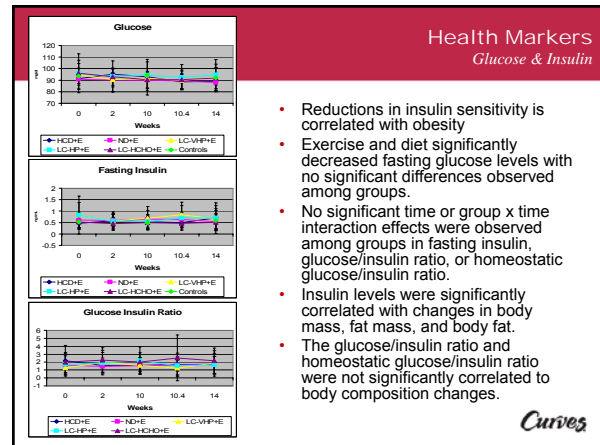 Health Markers
Glucose & Insulin
Glucose
120
110
100
90
80
70
0 2 10 10.4 14
Weeks
HCD+E ND+E LC-VHP+E
LC-HP+E LC-HCHO+E Controls
Fasting Insulin
2
1.5
1
0.5
0
-0.5
0 2 10 10.4 14
Weeks
HCD+E ND+E LC-VHP+E
LC-HP+E LC-HCHO+E Controls
Glucose Insulin Ratio
6
5
4
3
2
1
0
-1
0 2 10 10.4 14
Weeks
HCD+E ND+E LC-VHP+E
LC-HP+E LC-HCHO+E
• Reductions in insulin sensitivity is
correlated with obesity
• Exercise and diet significantly
decreased fasting glucose levels with
no significant differences observed
among groups.
• No significant time or group x time
interaction effects were observed
among groups in fasting insulin,
glucose/insulin ratio, or homeostatic
glucose/insulin ratio.
• Insulin levels were significantly
correlated with changes in body
mass, fat mass, and body fat.
• The glucose/insulin ratio and
homeostatic glucose/insulin ratio
were not significantly correlated to
body composition changes.
Curves